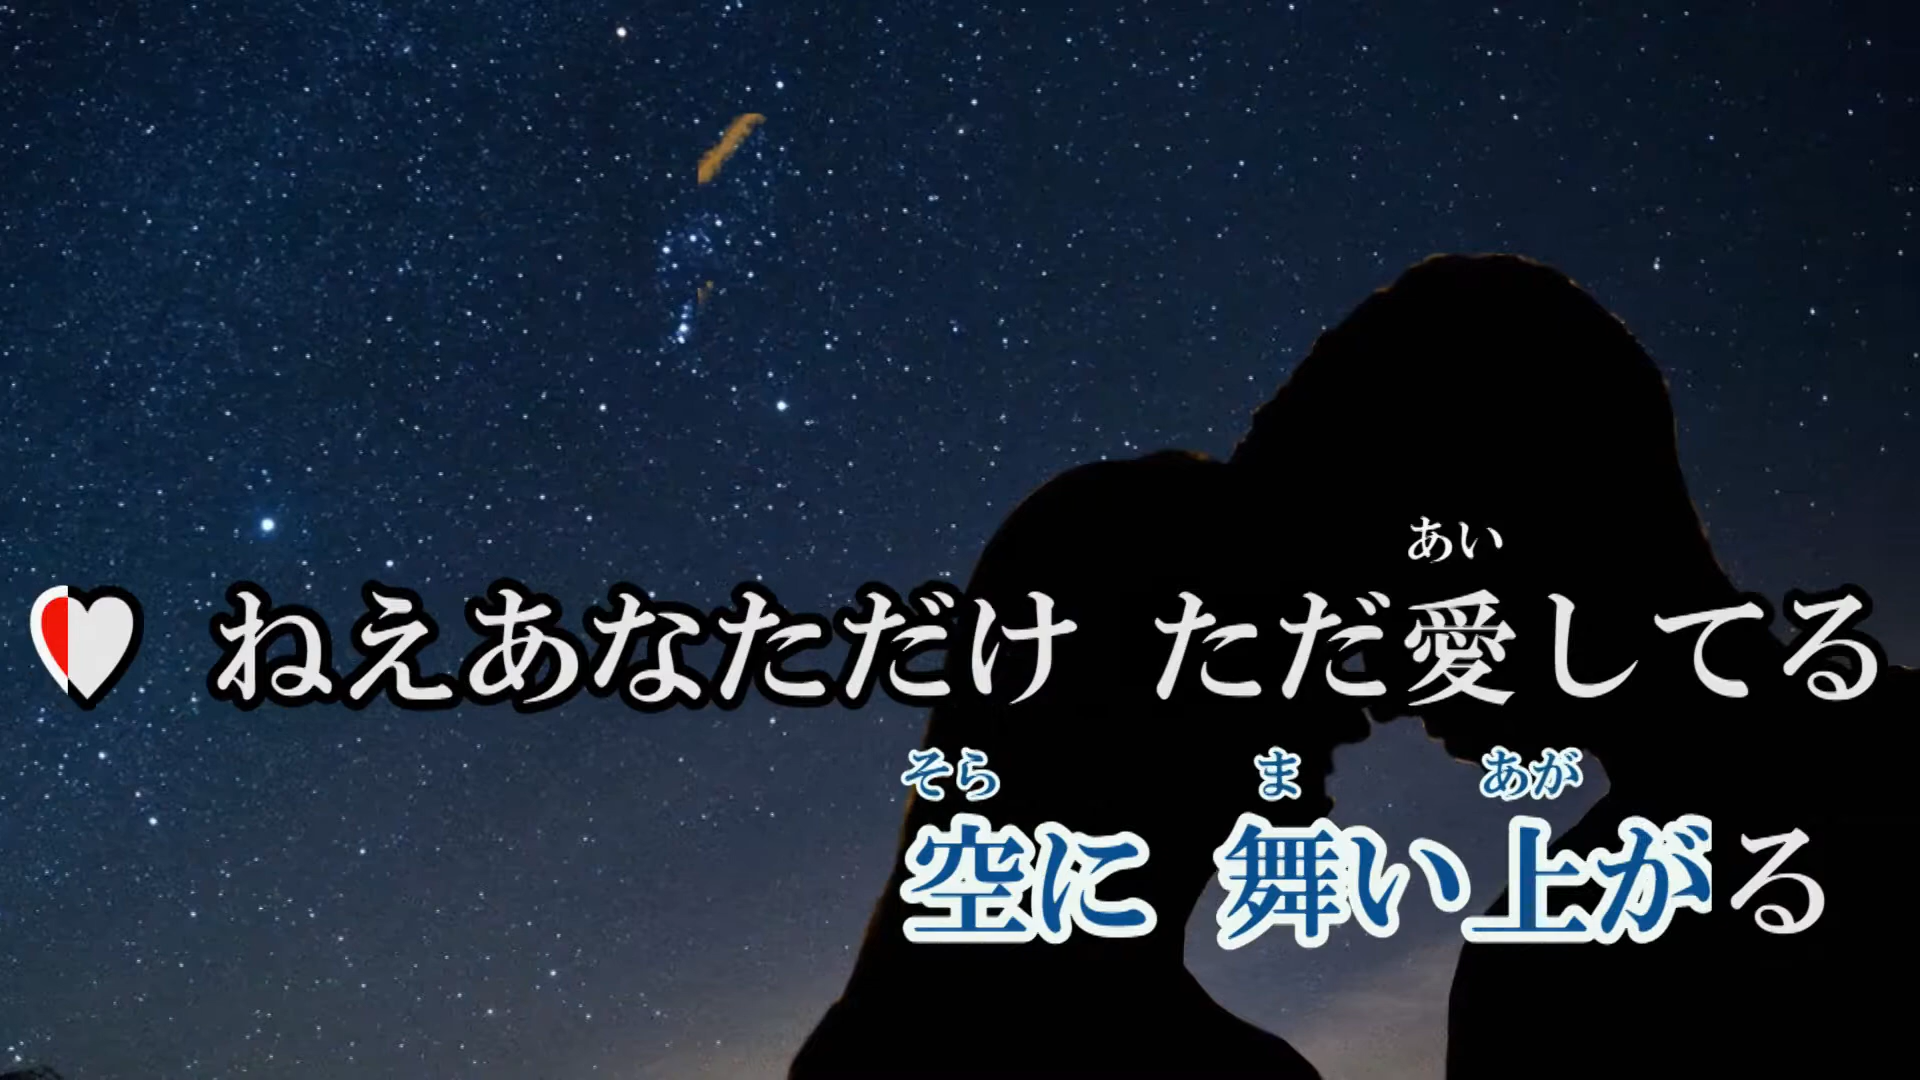 あい
♥ ねえあなただけ ただ愛してる
そら ま あが
空に 舞い上がる